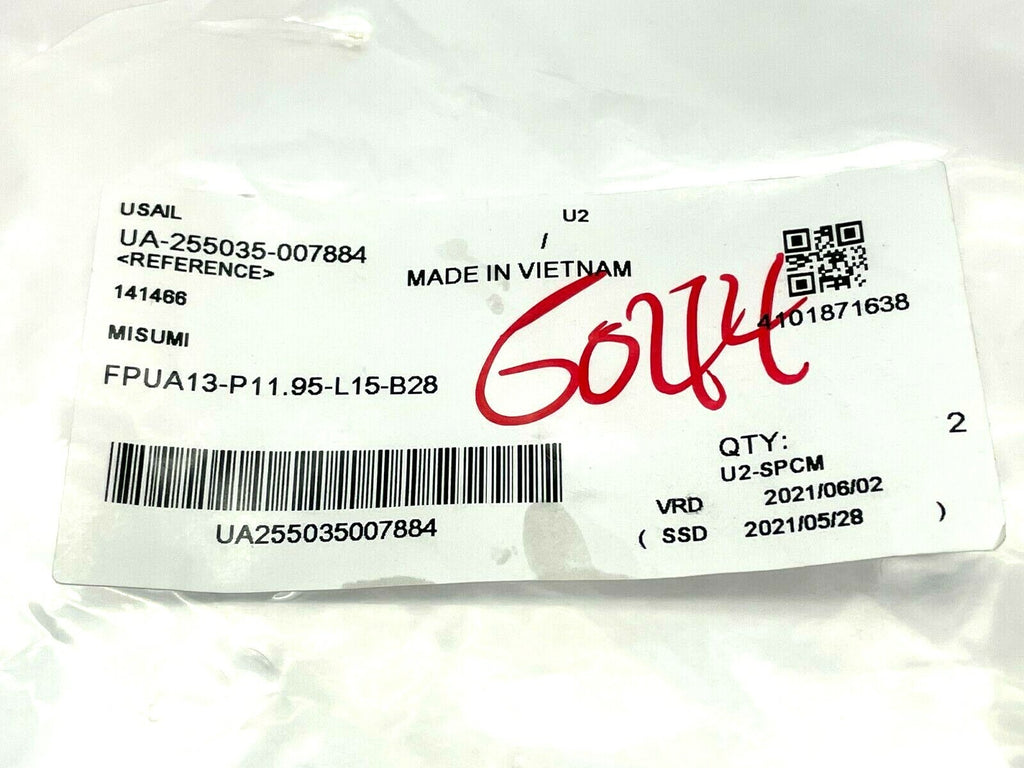 USAIL
UA-255035-007884
<REFERENCE>
141466
MISUMI
FPUA13-P11.95-L15-B28
U2
/
MADE IN VIETNAM
4101871638
UA255035007884
QTY: 2
U2-SPCM
VRD 2021/06/02
( SSD 2021/05/28 )